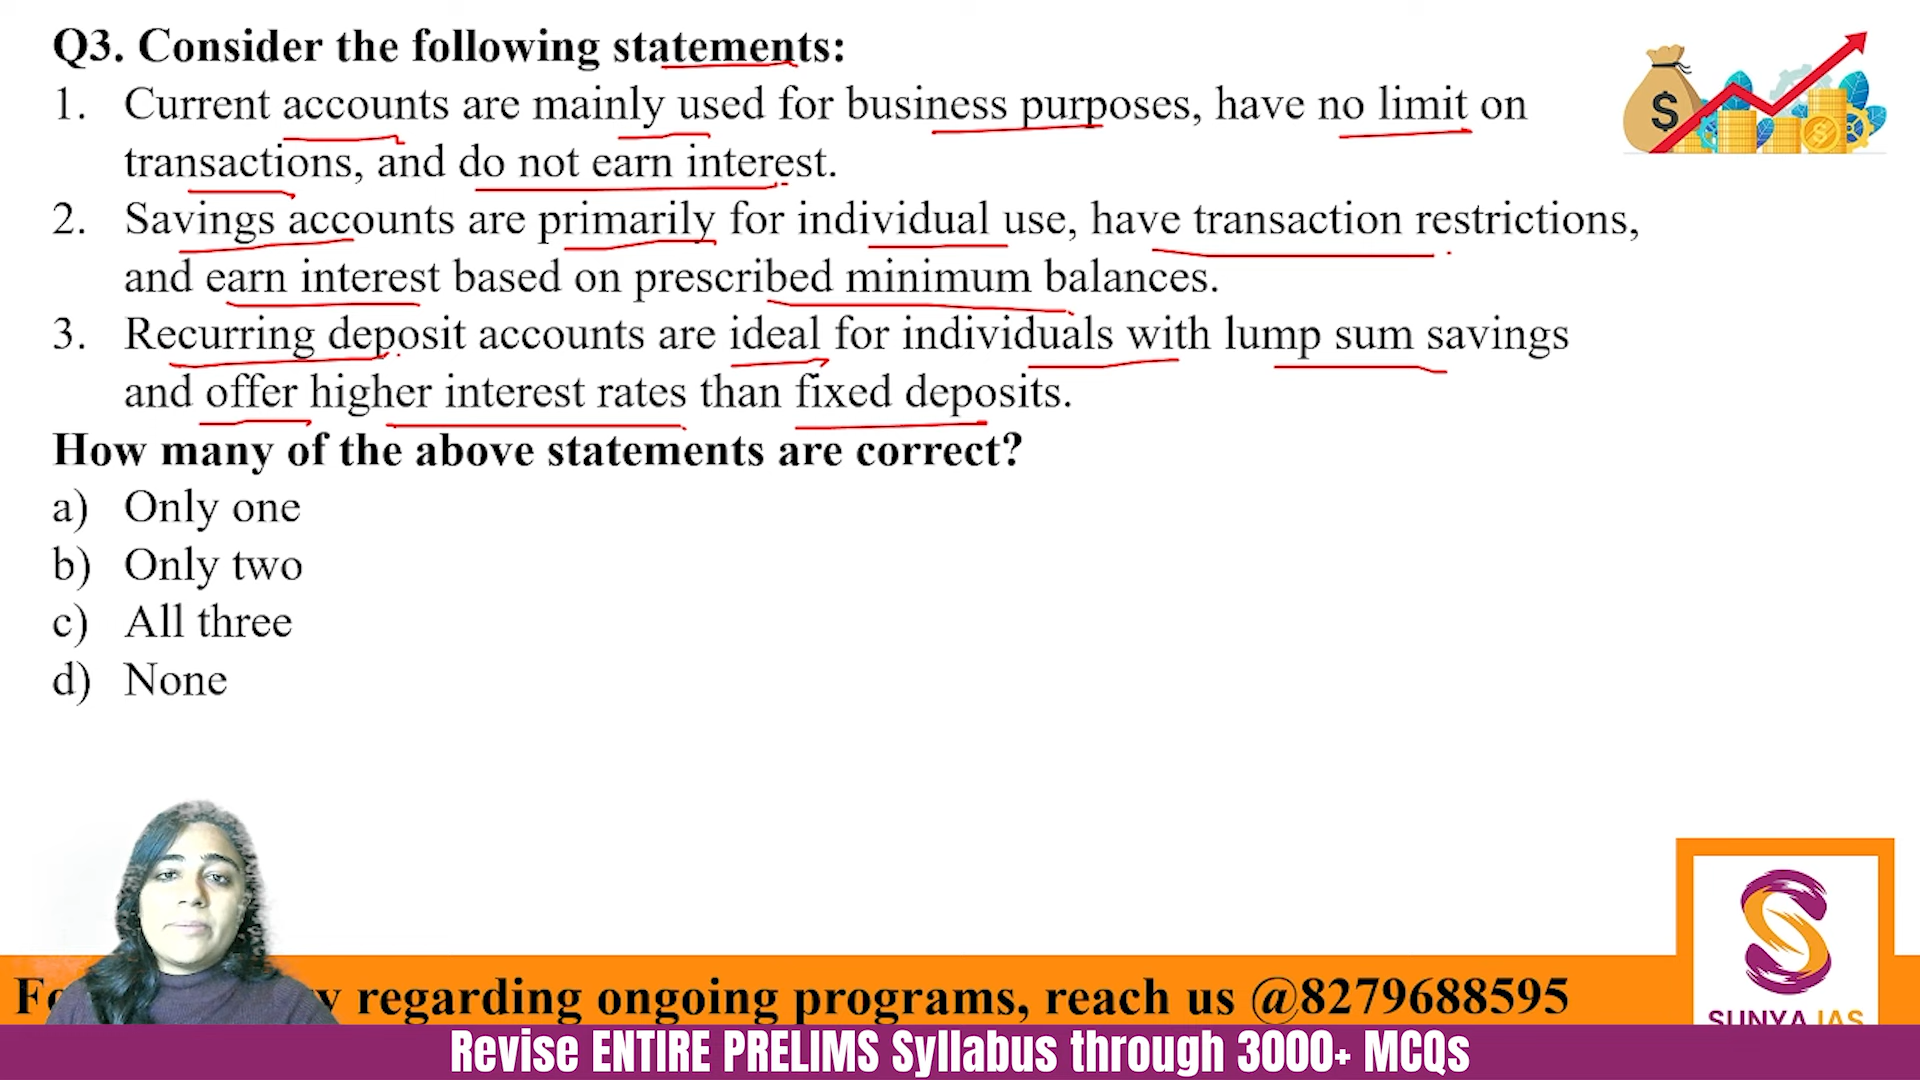 Q3. Consider the following statements:
1. Current accounts are mainly used for business purposes, have no limit on
transactions, and do not earn interest.
2. Savings accounts are primarily for individual use, have transaction restrictions,
and earn interest based on prescribed minimum balances.
3. Recurring deposit accounts are ideal for individuals with lump sum savings
and offer higher interest rates than fixed deposits.
How many of the above statements are correct?
a) Only one
b) Only two
c) All three
d) None
regarding ongoing programs, reach us @8279688595
SUNYA IAS
Revise ENTIRE PRELIMS Syllabus through 3000+ MCQs